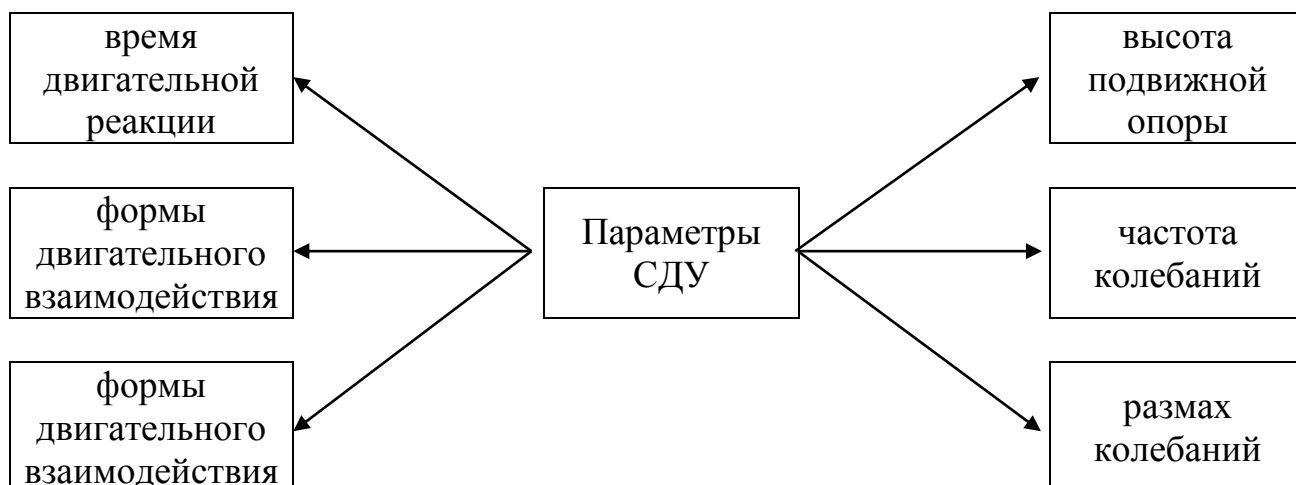 время
двигательной
реакции
формы
двигательного
взаимодействия
формы
двигательного
взаимодействия
Параметры
СДУ
высота
подвижной
опоры
частота
колебаний
размах
колебаний